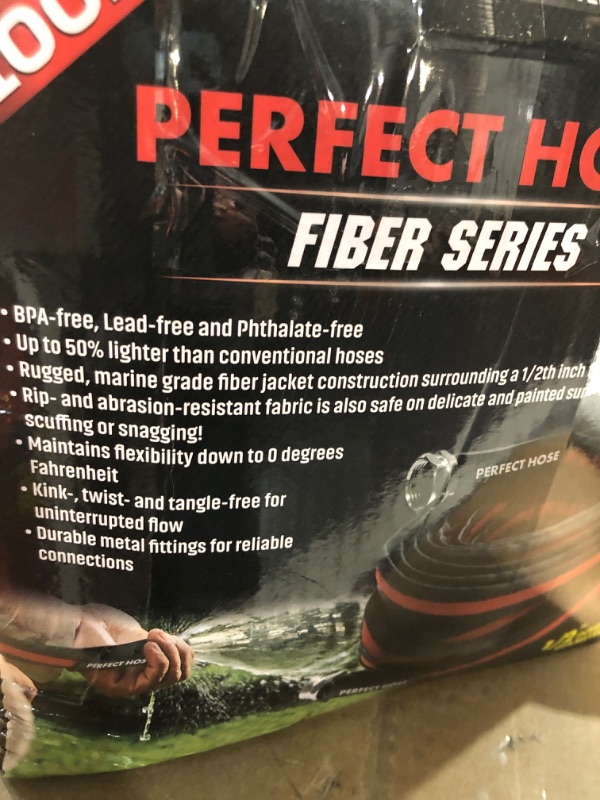 PERFECT HO
FIBER SERIES
• BPA-free, Lead-free and Phthalate-free
• Up to 50% lighter than conventional hoses
• Rugged, marine grade fiber jacket construction surrounding a 1/2th inch
• Rip- and abrasion-resistant fabric is also safe on delicate and painted sur
scuffing or snagging!
• Maintains flexibility down to 0 degrees
Fahrenheit
• Kink-, twist- and tangle-free for
uninterrupted flow
• Durable metal fittings for reliable
connections
PERFECT HOSE
PERFECT HOS
PERFECT HOSE